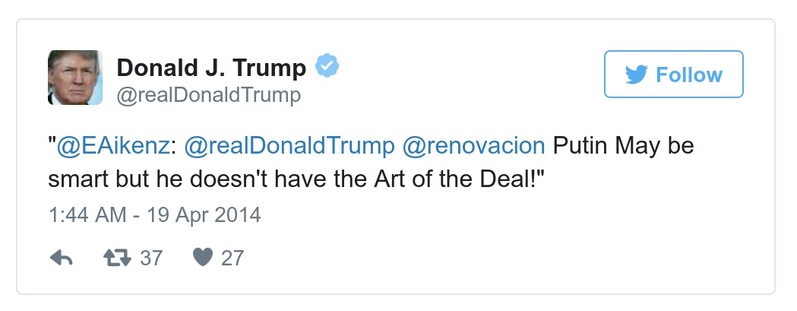 Donald J. Trump
@realDonaldTrump
Follow
"@EAikenz: @realDonaldTrump @renovacion Putin May be
smart but he doesn't have the Art of the Deal!"
1:44 AM - 19 Apr 2014
37 27